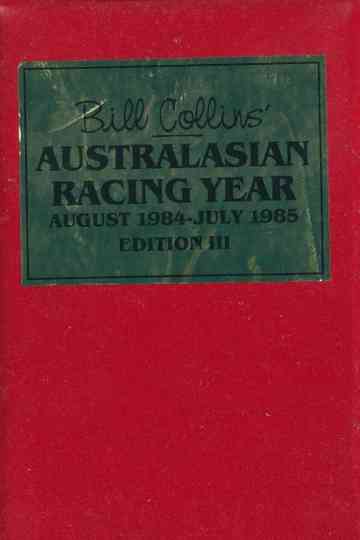 Bill Collins'
AUSTRALASIAN
RACING YEAR
AUGUST 1984-JULY 1985
EDITION III